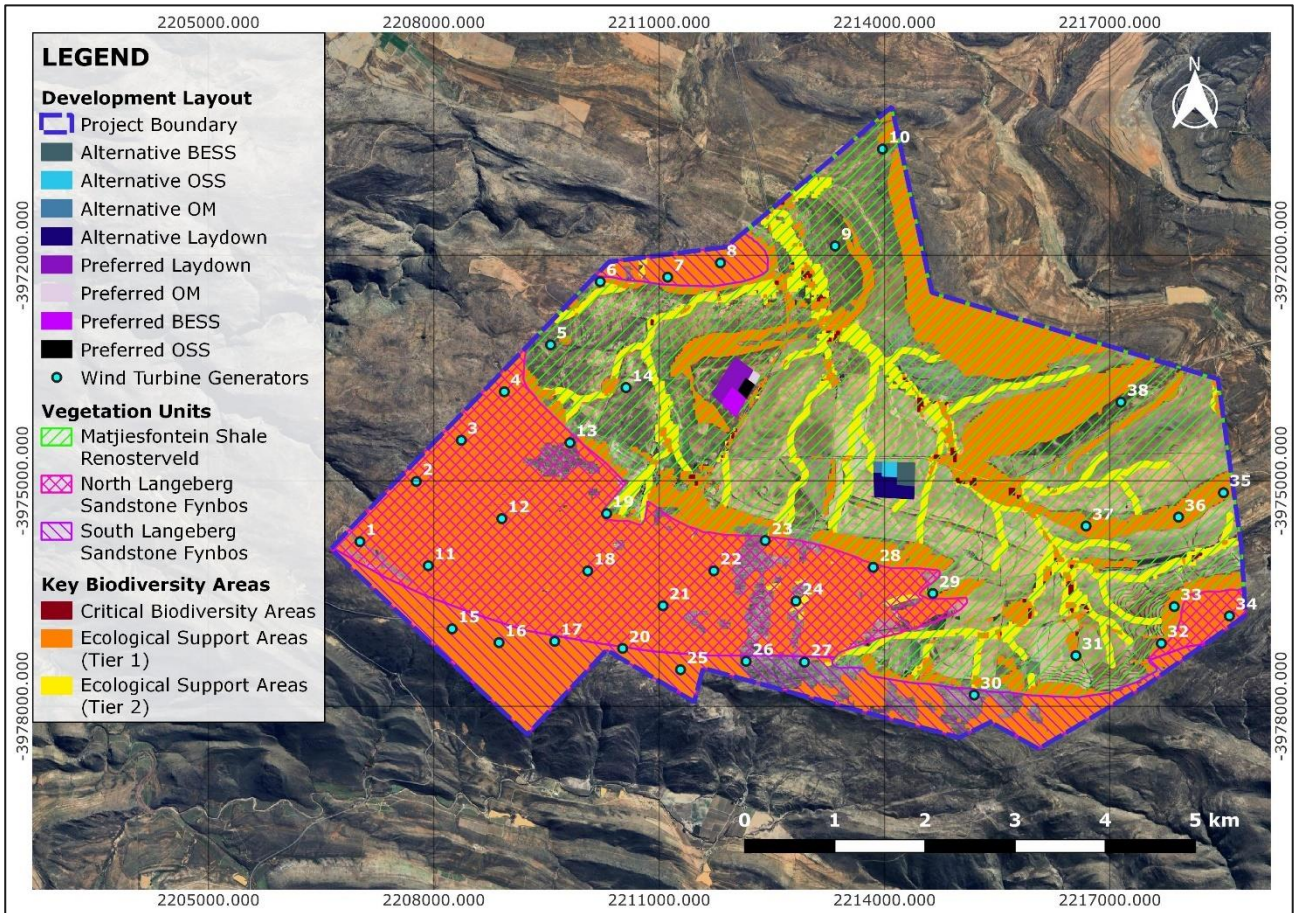 2205000.000 2208000.000 2211000.000 2214000.000 2217000.000
LEGEND
Development Layout
Project Boundary
Alternative BESS
Alternative OSS
Alternative OM
Alternative Laydown
Preferred Laydown
Preferred OM
Preferred BESS
Preferred OSS
Wind Turbine Generators
Vegetation Units
Matjiesfontein Shale
Renosterveld
North Langeberg
Sandstone Fynbos
South Langeberg
Sandstone Fynbos
Key Biodiversity Areas
Critical Biodiversity Areas
Ecological Support Areas
(Tier 1)
Ecological Support Areas
(Tier 2)
N
-3972000.000
-3975000.000
-3978000.000
-3972000.000
-3975000.000
-3978000.000
10
9
8
7
6
5
14
4
38
13
3
2
35
36
19
12
37
23
1
28
11
18
22
29
24
21
33
34
15
16
17
20
32
31
26
27
25
30
0 1 2 3 4 5 km
2205000.000 2208000.000 2211000.000 2214000.000 2217000.000